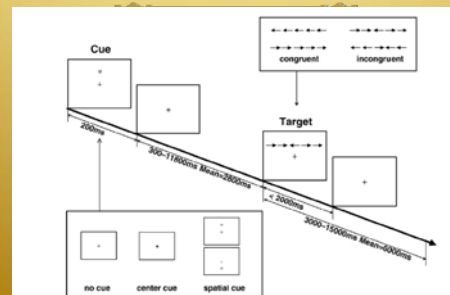 Cue
congruent
incongruent
Target
200ms
300~11800ms Mean=2800ms
< 2000ms
3000~15000ms Mean=6000ms
no cue
center cue
spatial cue